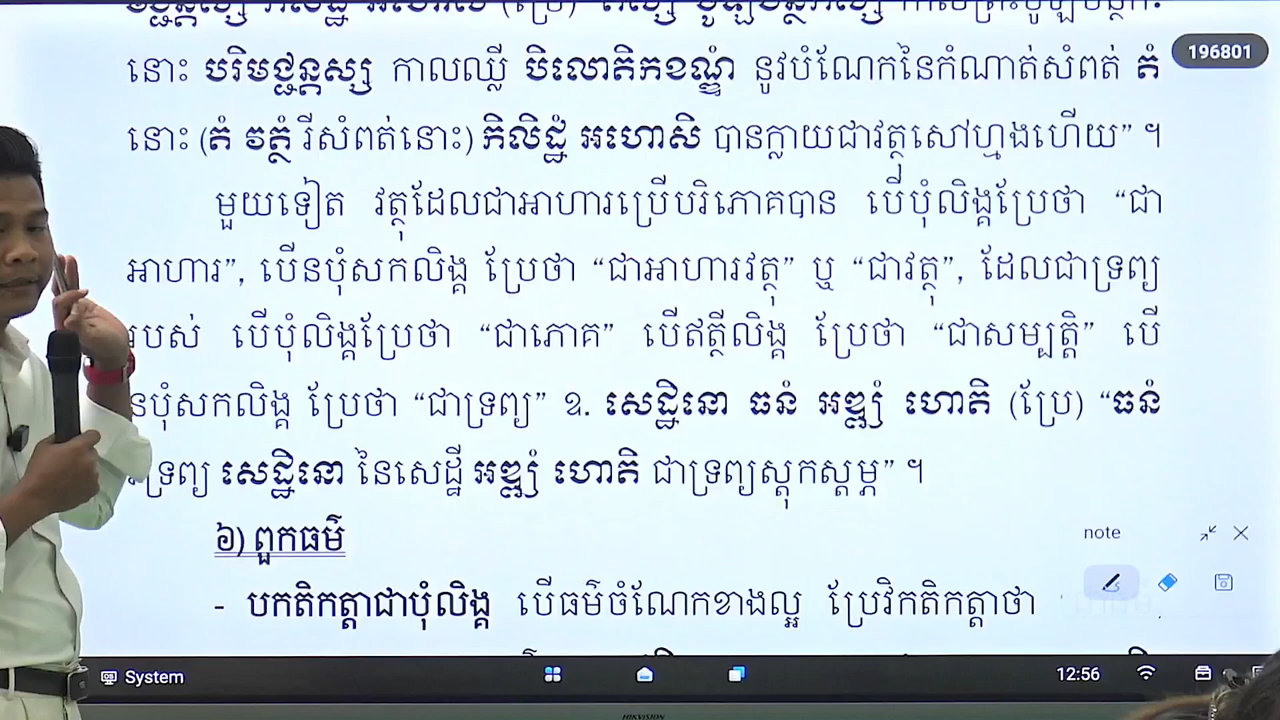 196801
នោះ បរិមជ្ជន្តស្ស កាលឈ្លី បិលោតិកខណ្ឌំ នូវបំណែកនៃកំណាត់សំពត់ តំ
នោះ (តំ វត្ថំ រីសំពត់នោះ) កិលិដ្ឋំ អហោសិ បានក្លាយជាវត្ថុសៅហ្មងហើយ” ។
មួយទៀត វត្ថុដែលជាអាហារប្រើបរិភោគបាន បើបុំលិង្គប្រែថា “ជា
អាហារ”, បើនបុំសកលិង្គ ប្រែថា “ជាអាហារវត្ថុ” ឬ “ជាវត្ថុ”, ដែលជាទ្រព្យ
របស់ បើបុំលិង្គប្រែថា “ជាភោគ” បើឥត្ថីលិង្គ ប្រែថា “ជាសម្បត្តិ” បើ
នបុំសកលិង្គ ប្រែថា “ជាទ្រព្យ” ឧ. សេដ្ឋិនោ ធនំ អឌ្ឍំ ហោតិ (ប្រែ) “ធនំ
ទ្រព្យ សេដ្ឋិនោ នៃសេដ្ឋី អឌ្ឍំ ហោតិ ជាទ្រព្យស្តុកស្តម្ភ” ។
៦) ពួកធម៌
note
- បកតិកត្តាជាបុំលិង្គ បើធម៌ចំណែកខាងល្អ ប្រែវិកតិកត្តាថា
System
12:56
HIKVISION